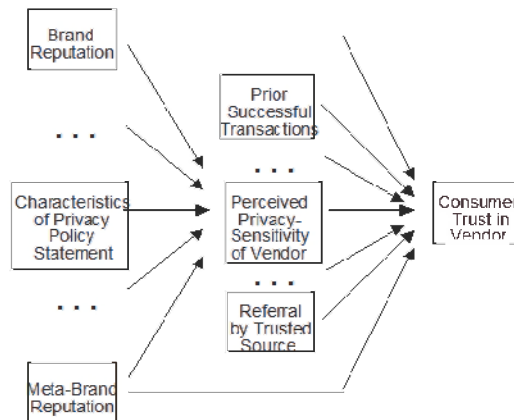 Brand
Reputation
. . .
Characteristics
of Privacy
Policy
Statement
. . .
Meta-Brand
Reputation
Prior
Successful
Transactions
. . .
Perceived
Privacy-
Sensitivity
of Vendor
. . .
Referral
by Trusted
Source
Consumer
Trust in
Vendor